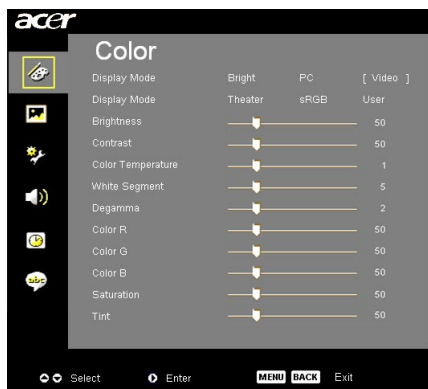 acer
Color
Display Mode Bright PC [ Video ]
Display Mode Theater sRGB User
Brightness 50
Contrast 50
Color Temperature 1
White Segment 5
Degamma 2
Color R 50
Color G 50
Color B 50
Saturation 50
Tint 50
abc
Select Enter MENU BACK Exit